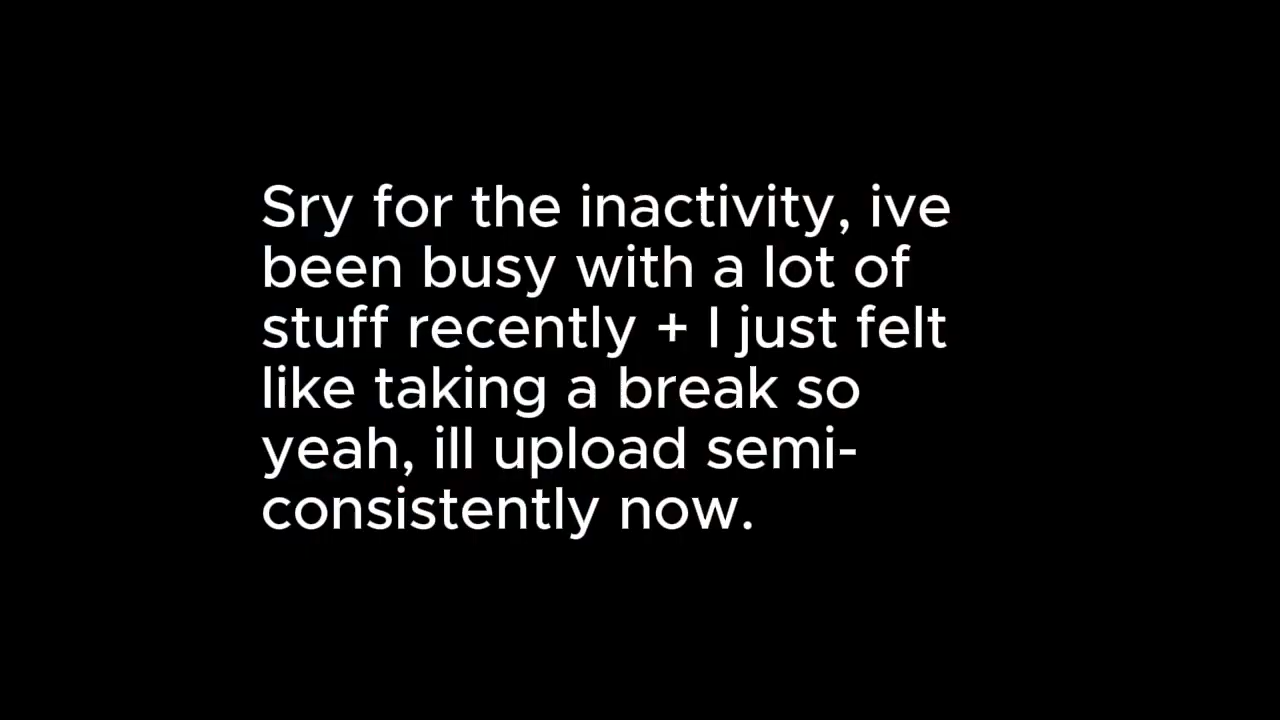 Sry for the inactivity, ive
been busy with a lot of
stuff recently + I just felt
like taking a break so
yeah, ill upload semi-
consistently now.